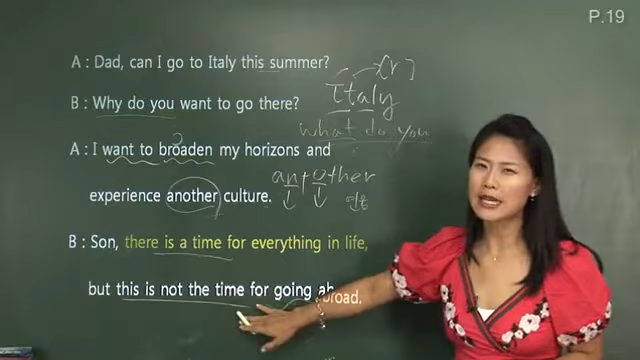 P.19
A : Dad, can I go to Italy this summer?
B : Why do you want to go there?
Italy
what do you
A : I want to broaden my horizons and
experience another culture.
an + other
B : Son, there is a time for everything in life,
but this is not the time for going abroad.